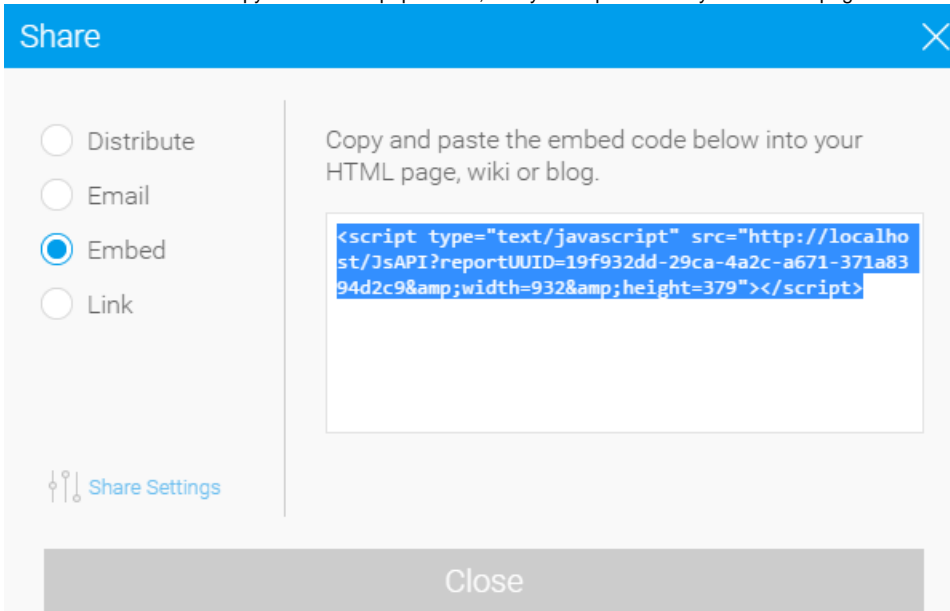 Share
Distribute
Email
Embed
Link
Share Settings
Copy and paste the embed code below into your
HTML page, wiki or blog.
<script type="text/javascript" src="http://localho
st/JsAPI?reportUUID=19f932dd-29ca-4a2c-a671-371a83
94d2c9&amp;width=932&amp;height=379"></script>
Close